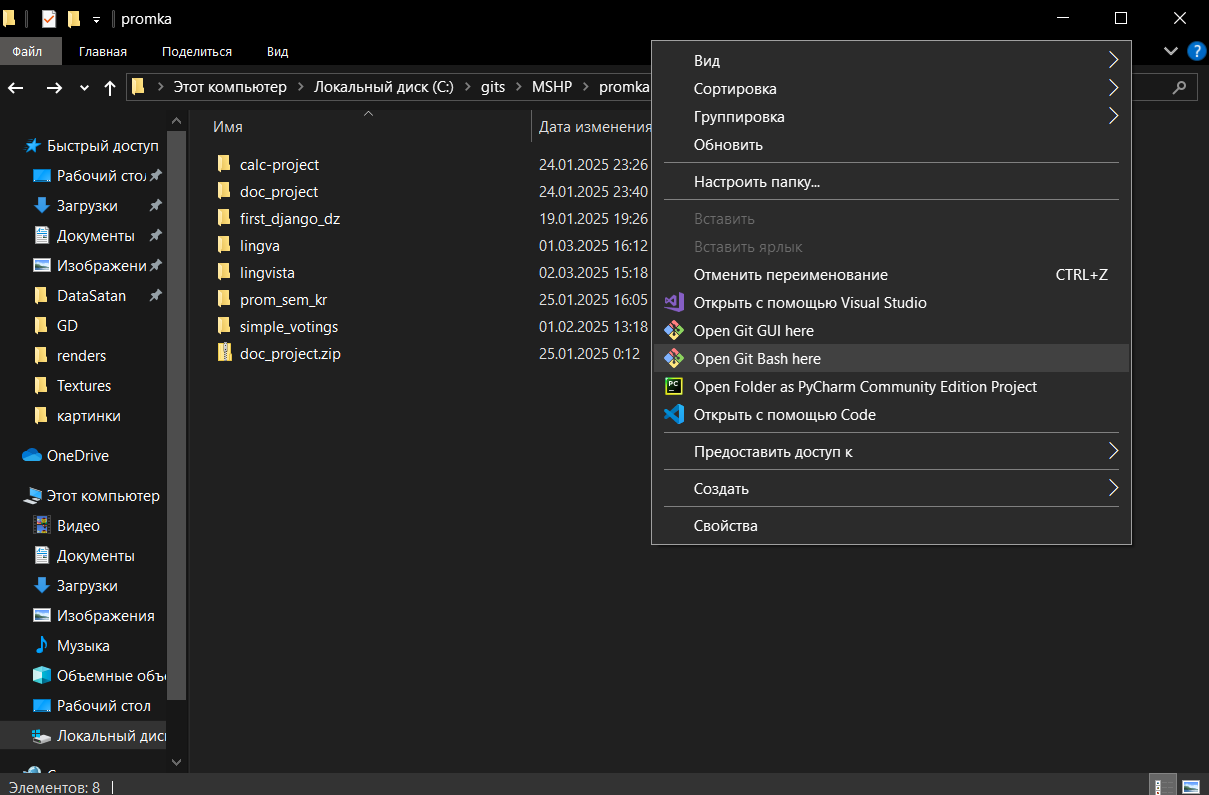 promka
Файл Главная Поделиться Вид
Этот компьютер Локальный диск (C:) gits MSHP promka
Имя Дата изменения
Быстрый доступ
Рабочий стол
Загрузки
Документы
Изображени
DataSatan
GD
renders
Textures
картинки
OneDrive
Этот компьютер
Видео
Документы
Загрузки
Изображения
Музыка
Объемные объ
Рабочий стол
Локальный дис
calc-project 24.01.2025 23:26
doc_project 24.01.2025 23:40
first_django_dz 19.01.2025 19:26
lingva 01.03.2025 16:12
lingvista 02.03.2025 15:18
prom_sem_kr 25.01.2025 16:05
simple_votings 01.02.2025 13:18
doc_project.zip 25.01.2025 0:12
Вид
Сортировка
Группировка
Обновить
Настроить папку...
Вставить
Вставить ярлык
Отменить переименование CTRL+Z
Открыть с помощью Visual Studio
Open Git GUI here
Open Git Bash here
Open Folder as PyCharm Community Edition Project
Открыть с помощью Code
Предоставить доступ к
Создать
Свойства
Элементов: 8